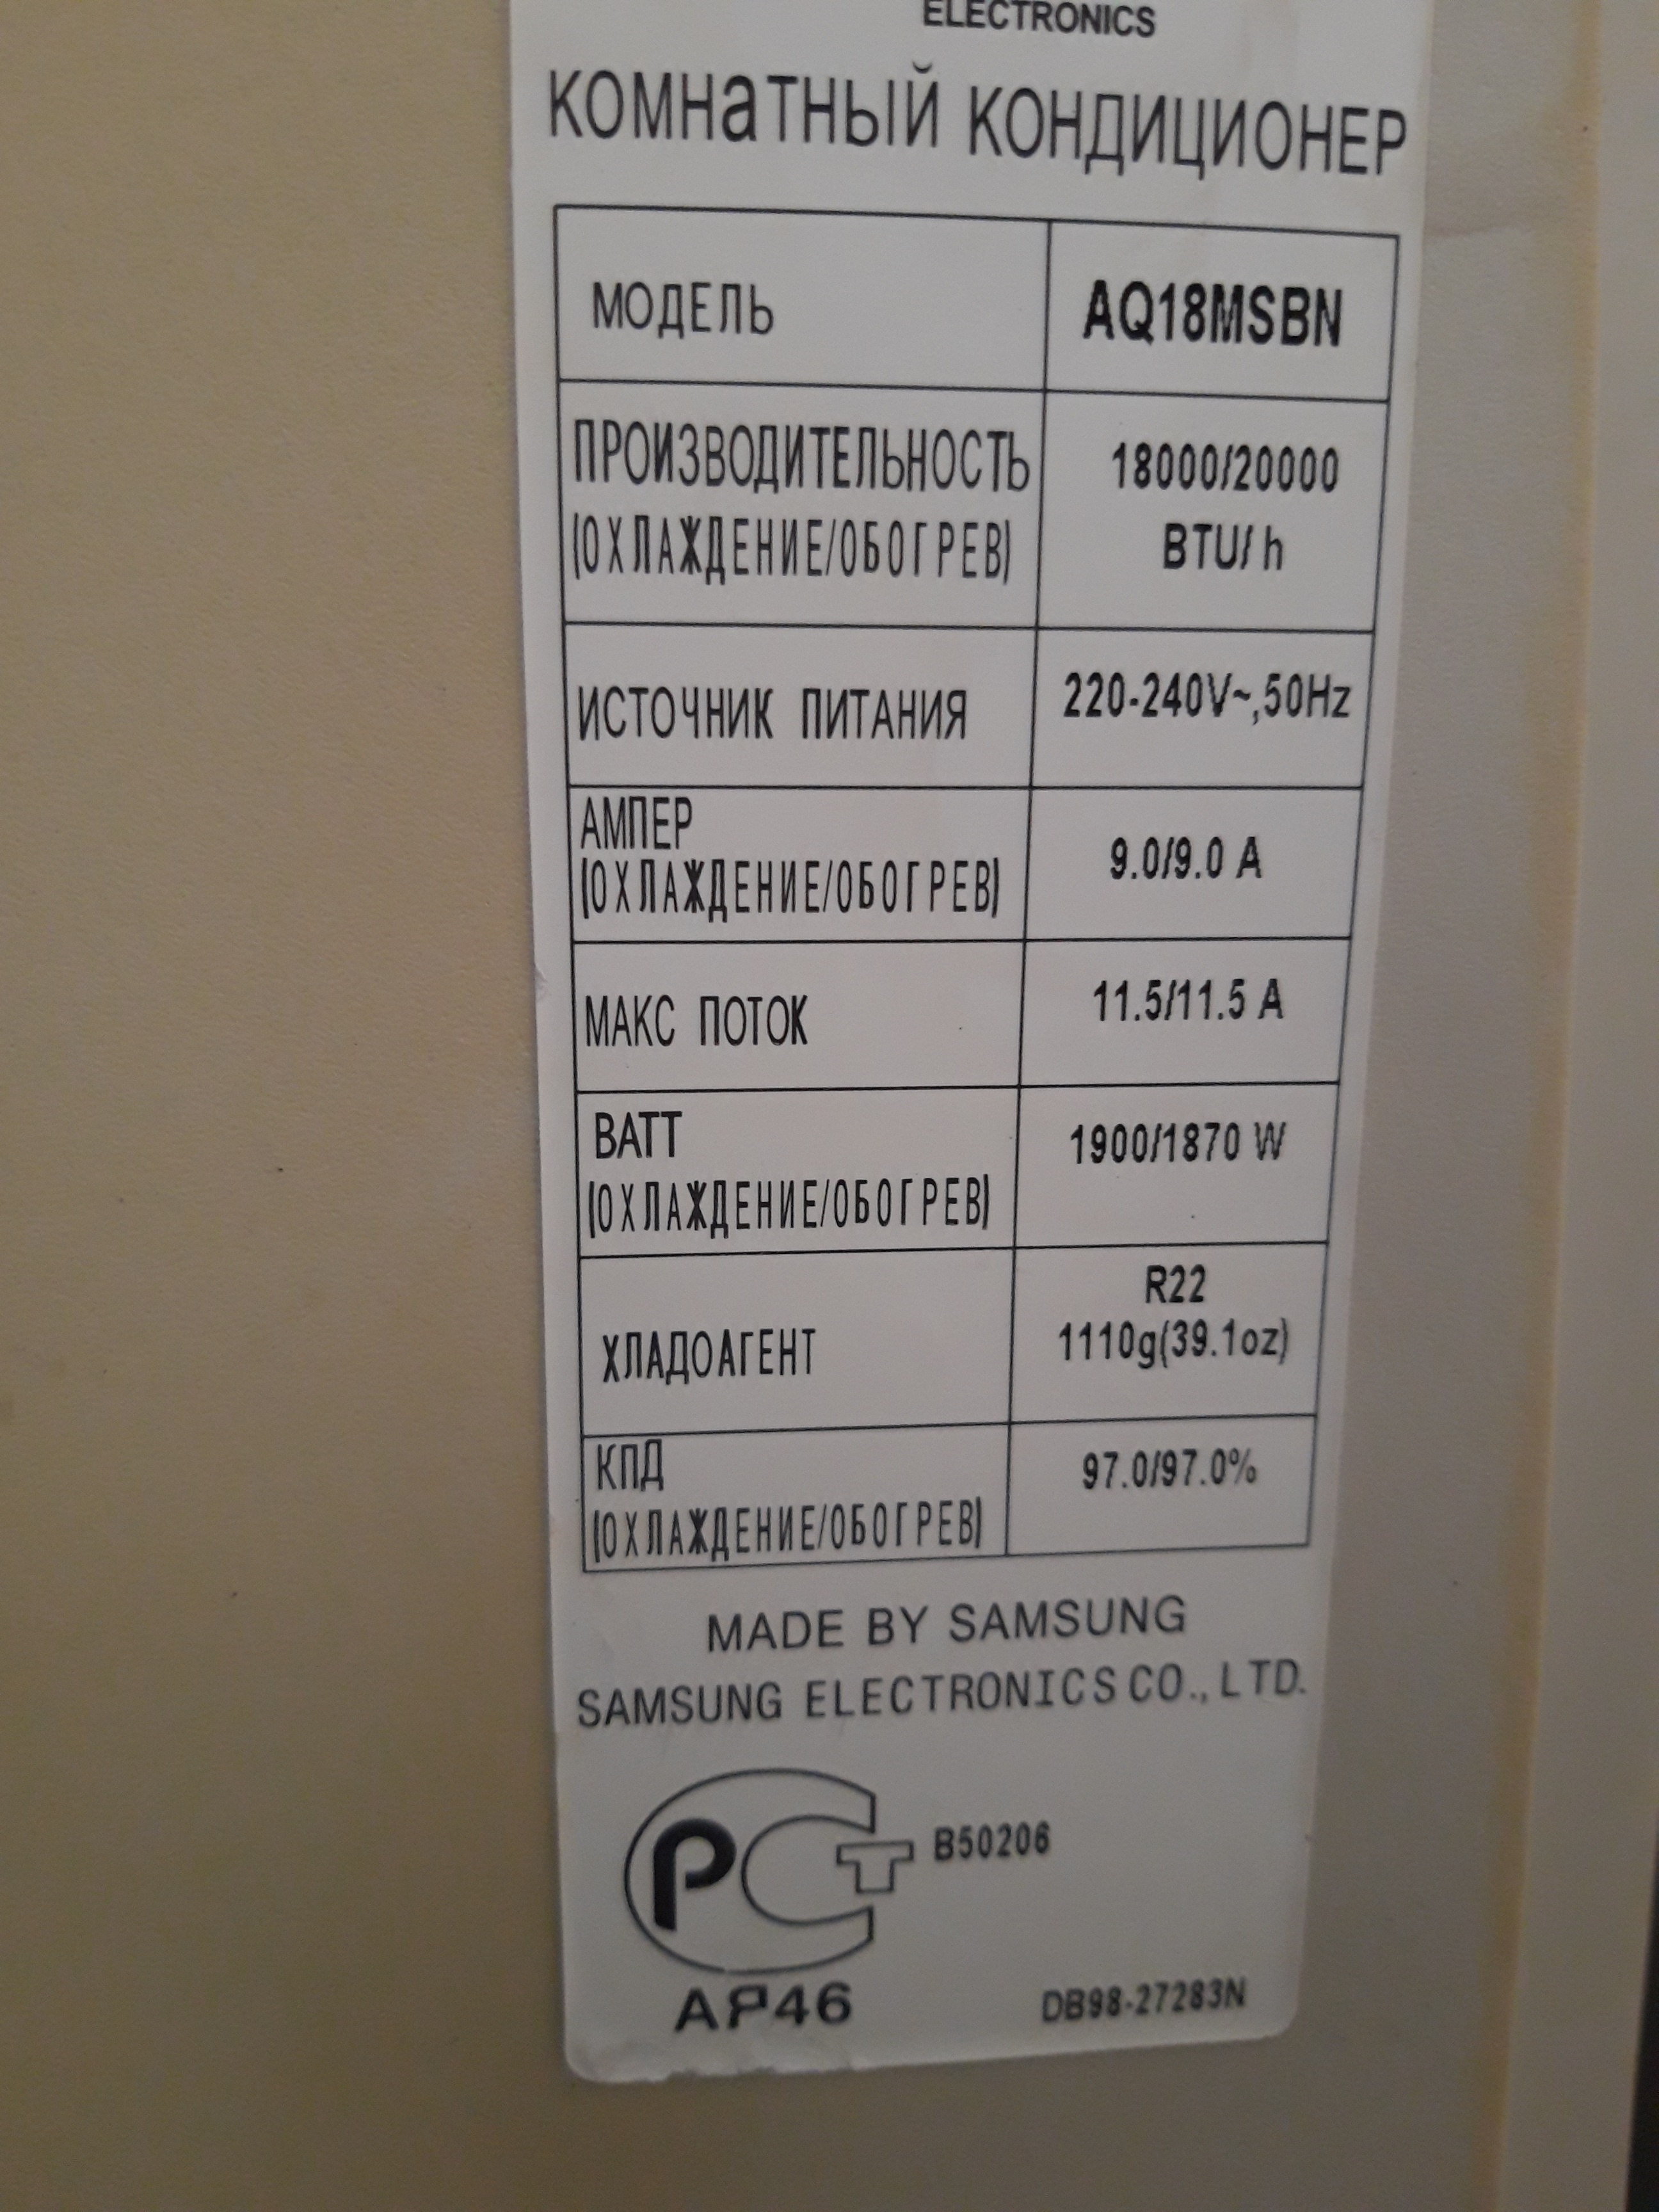 ELECTRONICS
КОМНаТНЫЙ КОНДИЦИОНЕР
МОДЕЛЬ
AQ18MSBN
ПРОИЗВОДИТЕЛЬНОСТЬ
(ОХЛАЖДЕНИЕ/ОБОГРЕВ)
18000/20000
BTU/ h
ИСТОЧНИК ПИТАНИЯ
220-240V~,50Hz
АМПЕР
(ОХЛАЖДЕНИЕ/ОБОГРЕВ)
9.0/9.0 A
МАКС ПОТОК
11.5/11.5 A
ВАТТ
(ОХЛАЖДЕНИЕ/ОБОГРЕВ)
1900/1870 W
ХЛАДОАГЕНТ
R22
1110g(39.1oz)
КПД
(ОХЛАЖДЕНИЕ/ОБОГРЕВ)
97.0/97.0%
MADE BY SAMSUNG
SAMSUNG ELECTRONICS CO., LTD.
РСТ
B50206
АЯ46
DB98-27283N